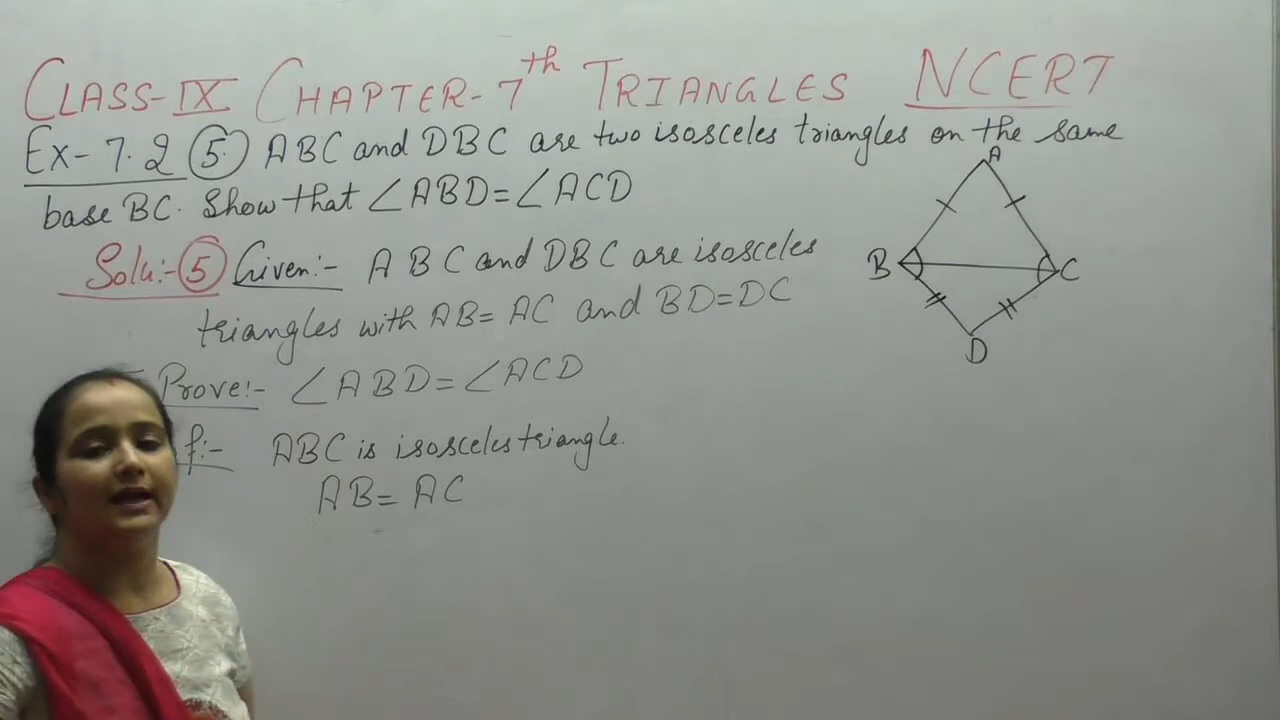 CLASS-IX CHAPTER-7th TRIANGLES NCERT
Ex-7.2 (5) ABC and DBC are two isosceles triangles on the same
base BC. Show that ∠ABD=∠ACD
Solu:-(5) Given:- ABC and DBC are isosceles
triangles with AB=AC and BD=DC
Prove:- ∠ABD=∠ACD
f:- ABC is isosceles triangle.
AB=AC
A
B
C
D